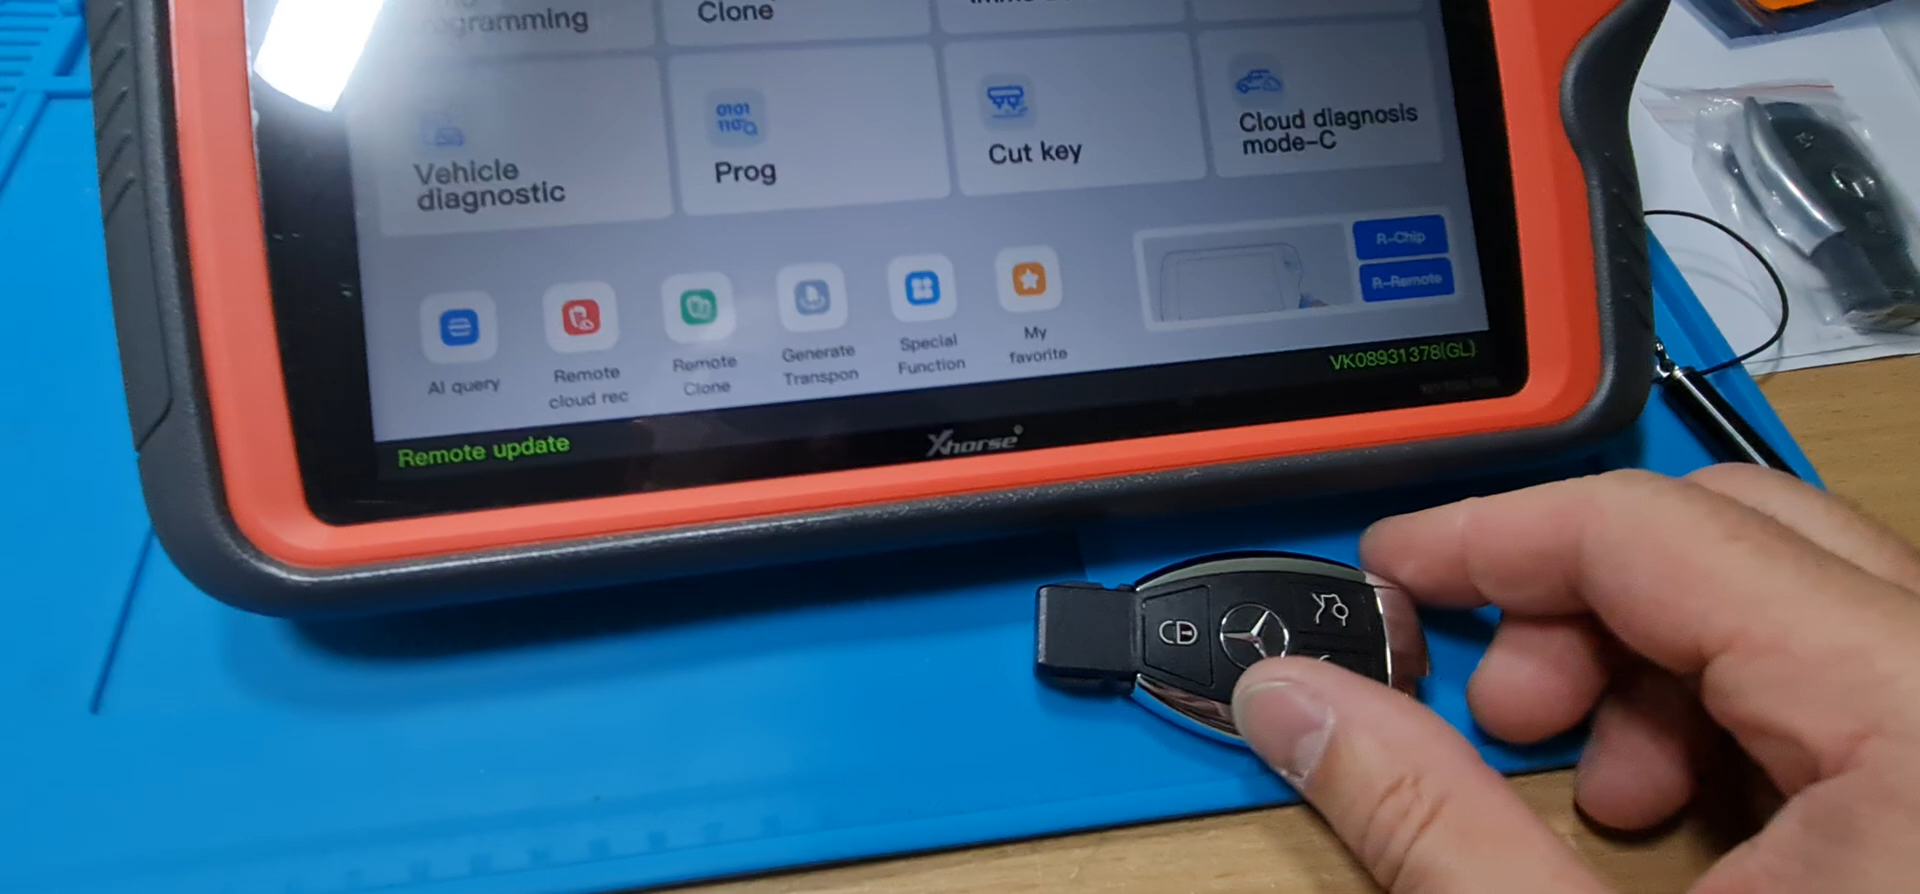 Clone
Vehicle
diagnostic
0101
Prog
Cut key
Cloud diagnosis
mode-C
R-Chip
R-Remote
AI query
Remote
cloud rec
Remote
Clone
Generate
Transpon
Special
Function
My
favorite
VK08931378(GL)
Remote update
Xhorse